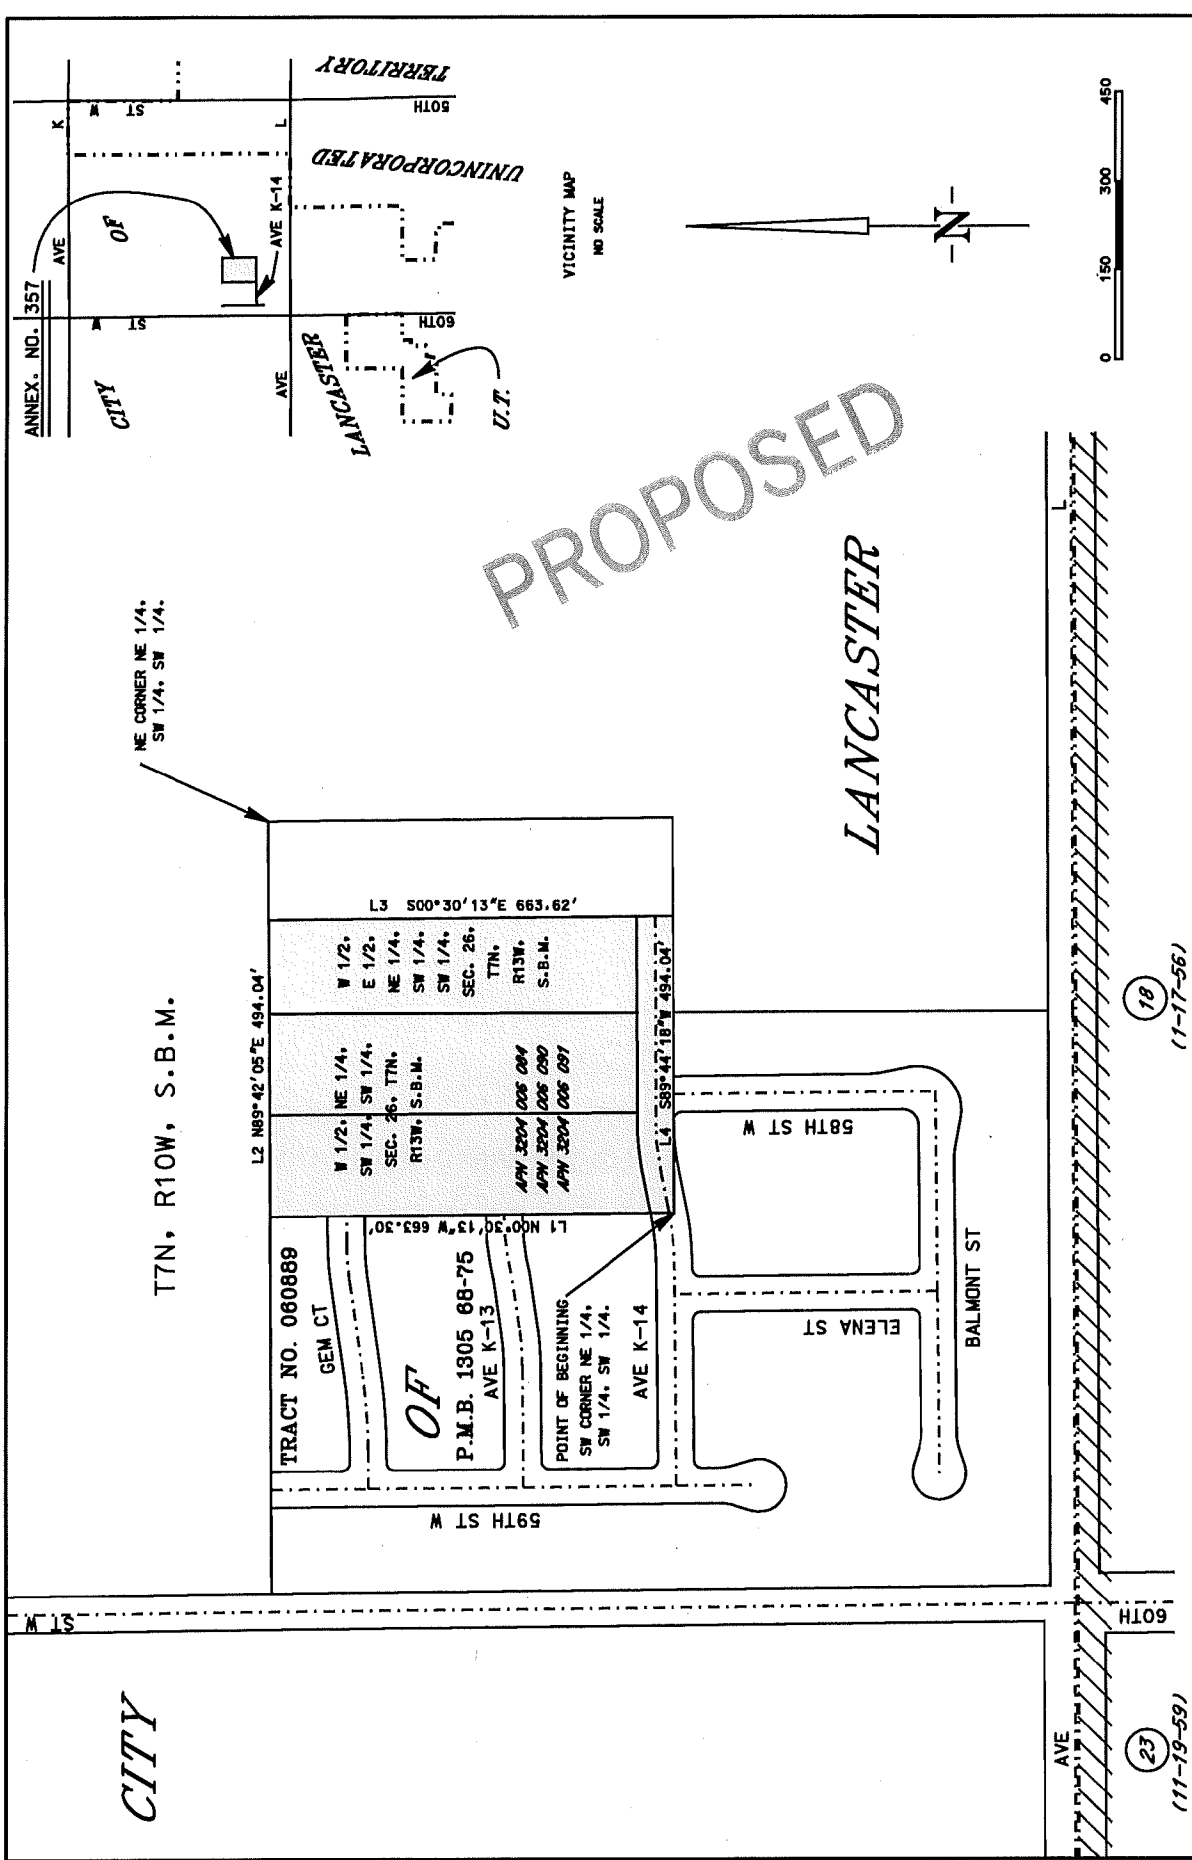 CITY
T7N, R10W, S.B.M.
NE CORNER NE 1/4,
SW 1/4, SW 1/4.
ANNEX. NO. 357
AVE
K
CITY
OF
ST
W
ST
W
TERRITORY
AVE
L
AVE K-14
LANCASTER
UNINCORPORATED
60TH
50TH
U.T.
VICINITY MAP
NO SCALE
-N-
0
150
300
450
PROPOSED
ST W
L2 N89°42'05"E 494.04'
TRACT NO. 060889
GEM CT
OF
P.M.B. 1305 68-75
AVE K-13
L1 N00°30'13"W 663.30'
W 1/2, NE 1/4,
SW 1/4, SW 1/4,
SEC. 26, T7N,
R13W, S.B.M.
APN 3204 006 084
APN 3204 006 090
APN 3204 006 091
W 1/2,
E 1/2,
NE 1/4,
SW 1/4,
SW 1/4,
SEC. 26,
T7N,
R13W,
S.B.M.
L3 S00°30'13"E 663.62'
L4 S89°44'18"W 494.04'
POINT OF BEGINNING
SW CORNER NE 1/4,
SW 1/4, SW 1/4.
AVE K-14
59TH ST W
ELENA ST
58TH ST W
BALMONT ST
LANCASTER
AVE
L
60TH
23
(11-19-59)
18
(1-17-56)